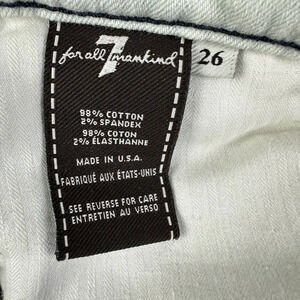 for all 7 mankind
26
98% COTTON
2% SPANDEX
98% COTON
2% ÉLASTHANNE
MADE IN U.S.A.
FABRIQUÉ AUX ÉTATS-UNIS
SEE REVERSE FOR CARE
ENTRETIEN AU VERSO